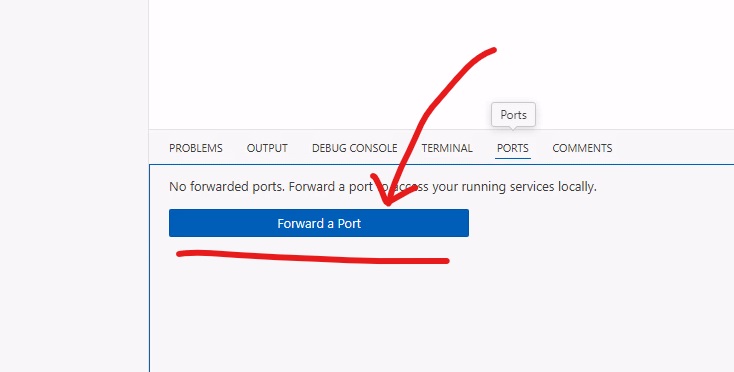 Ports
PROBLEMS OUTPUT DEBUG CONSOLE TERMINAL PORTS COMMENTS
No forwarded ports. Forward a port to access your running services locally.
Forward a Port